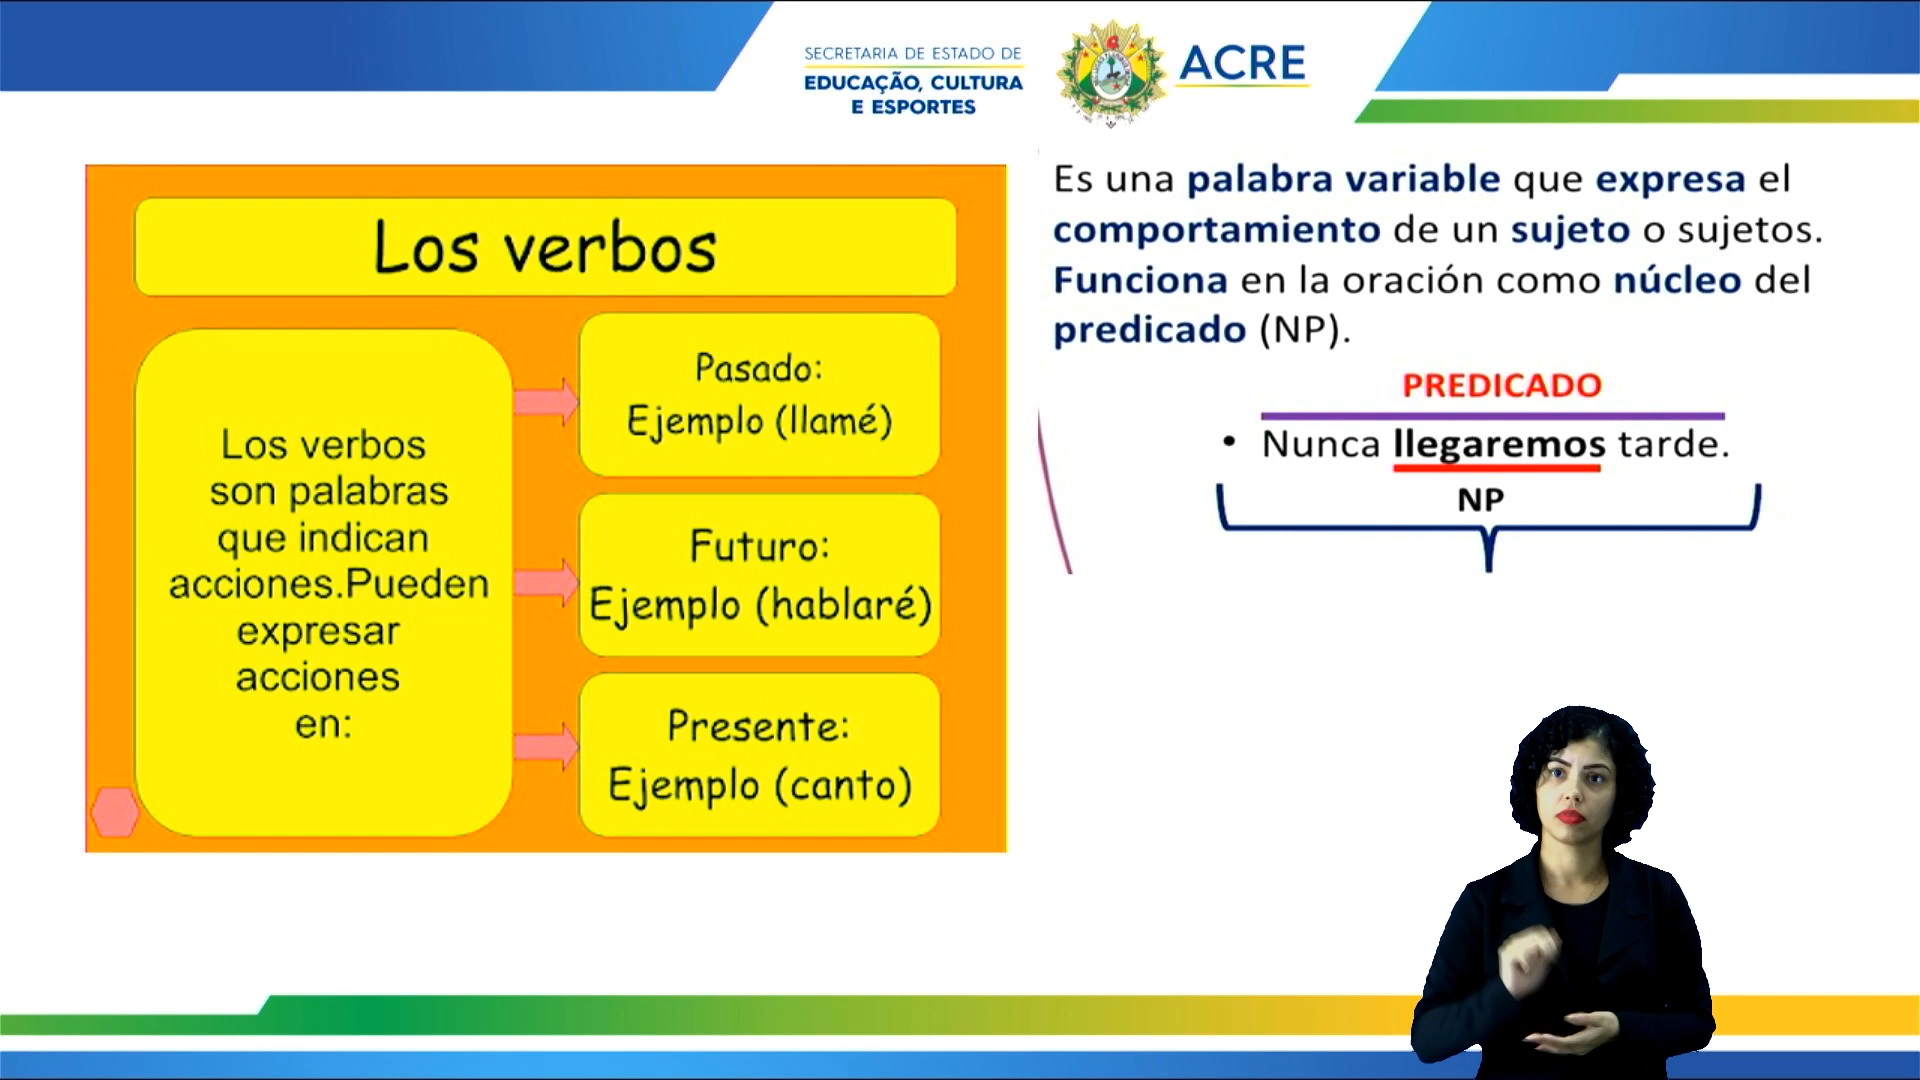 SECRETARIA DE ESTADO DE
EDUCAÇÃO, CULTURA
E ESPORTES
ACRE
Los verbos
Los verbos
son palabras
que indican
acciones.Pueden
expresar
acciones
en:
Pasado:
Ejemplo (llamé)
Futuro:
Ejemplo (hablaré)
Presente:
Ejemplo (canto)
Es una palabra variable que expresa el
comportamiento de un sujeto o sujetos.
Funciona en la oración como núcleo del
predicado (NP).
PREDICADO
• Nunca llegaremos tarde.
NP